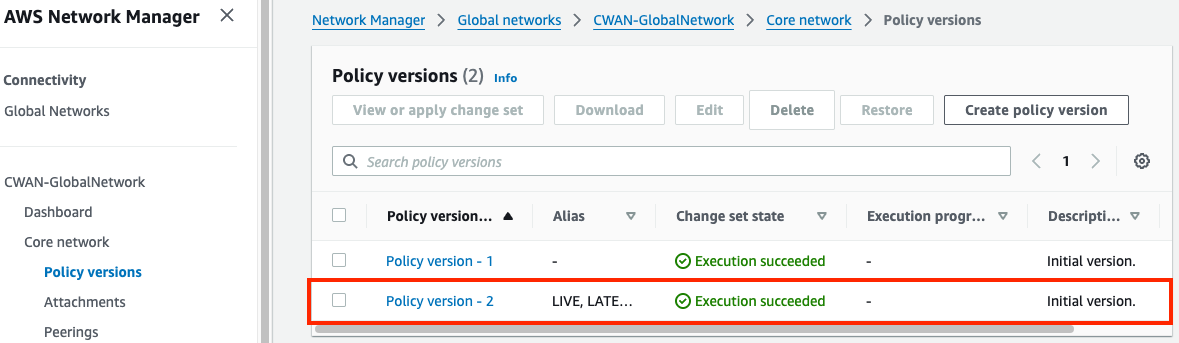 AWS Network Manager
Connectivity
Global Networks
CWAN-GlobalNetwork
Dashboard
Core network
Policy versions
Attachments
Peerings
Network Manager > Global networks > CWAN-GlobalNetwork > Core network > Policy versions
Policy versions (2) Info
View or apply change set Download Edit Delete Restore Create policy version
Search policy versions 1
Policy version... Alias Change set state Execution progr... Descripti...
Policy version - 1 - Execution succeeded - Initial version.
Policy version - 2 LIVE, LATE... Execution succeeded - Initial version.